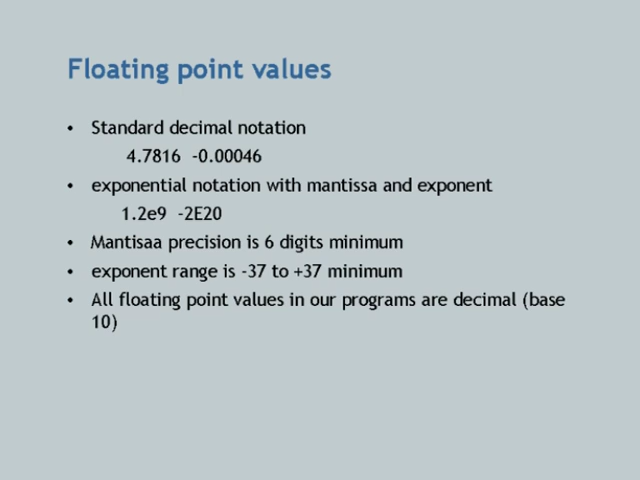 Floating point values
• Standard decimal notation
4.7816 -0.00046
• exponential notation with mantissa and exponent
1.2e9 -2E20
• Mantisaa precision is 6 digits minimum
• exponent range is -37 to +37 minimum
• All floating point values in our programs are decimal (base
10)